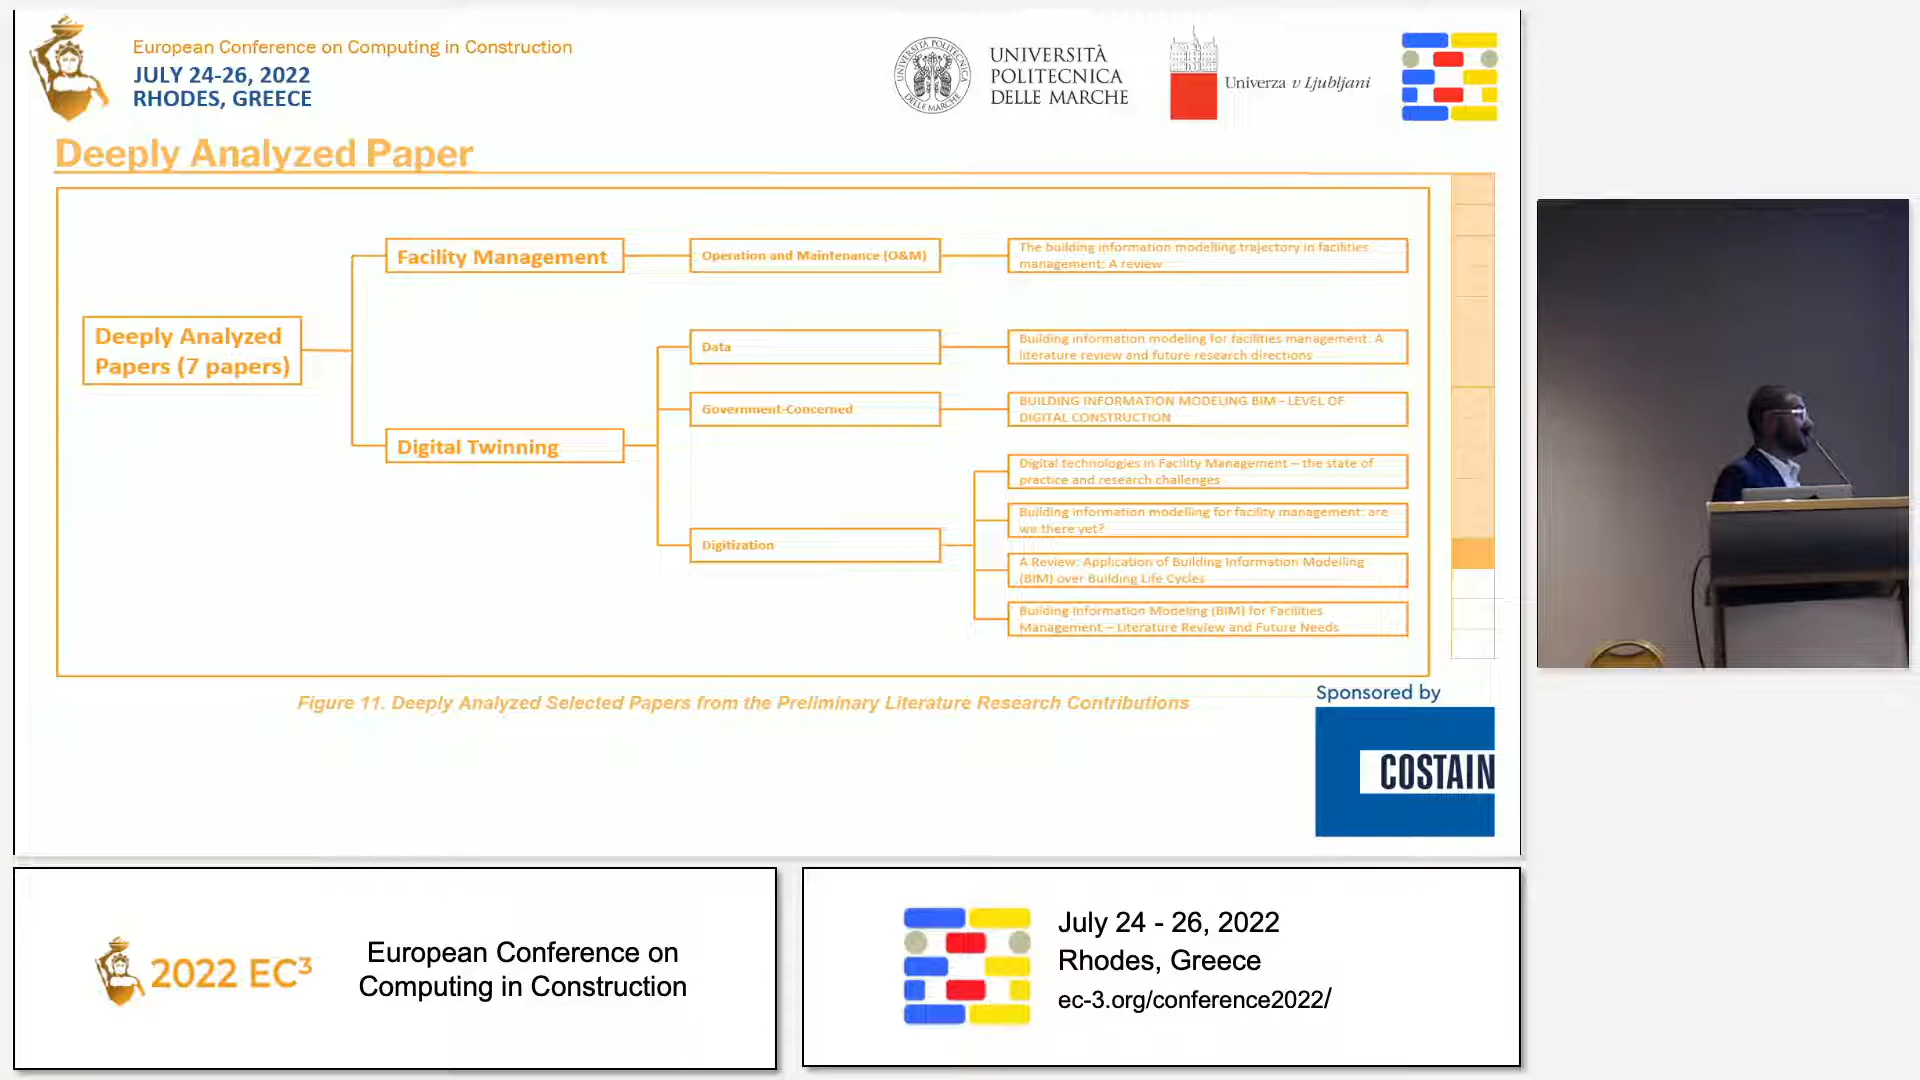 European Conference on Computing in Construction
JULY 24-26, 2022
RHODES, GREECE
UNIVERSITÀ POLITECNICA DELLE MARCHE
UNIVERSITÀ
POLITECNICA
DELLE MARCHE
Univerza v Ljubljani
Deeply Analyzed Paper
Deeply Analyzed
Papers (7 papers)
Facility Management
Operation and Maintenance (O&M)
The building information modelling trajectory in facilities
management: A review
Digital Twinning
Data
Building information modeling for facilities management: A
literature review and future research directions
Government-Concerned
BUILDING INFORMATION MODELING BIM - LEVEL OF
DIGITAL CONSTRUCTION
Digitization
Digital technologies in Facility Management – the state of
practice and research challenges
Building information modelling for facility management: are
we there yet?
A Review: Application of Building Information Modelling
(BIM) over Building Life Cycles
Building Information Modeling (BIM) for Facilities
Management – Literature Review and Future Needs
Figure 11. Deeply Analyzed Selected Papers from the Preliminary Literature Research Contributions
Sponsored by
COSTAIN
2022 EC³
European Conference on
Computing in Construction
July 24 - 26, 2022
Rhodes, Greece
ec-3.org/conference2022/